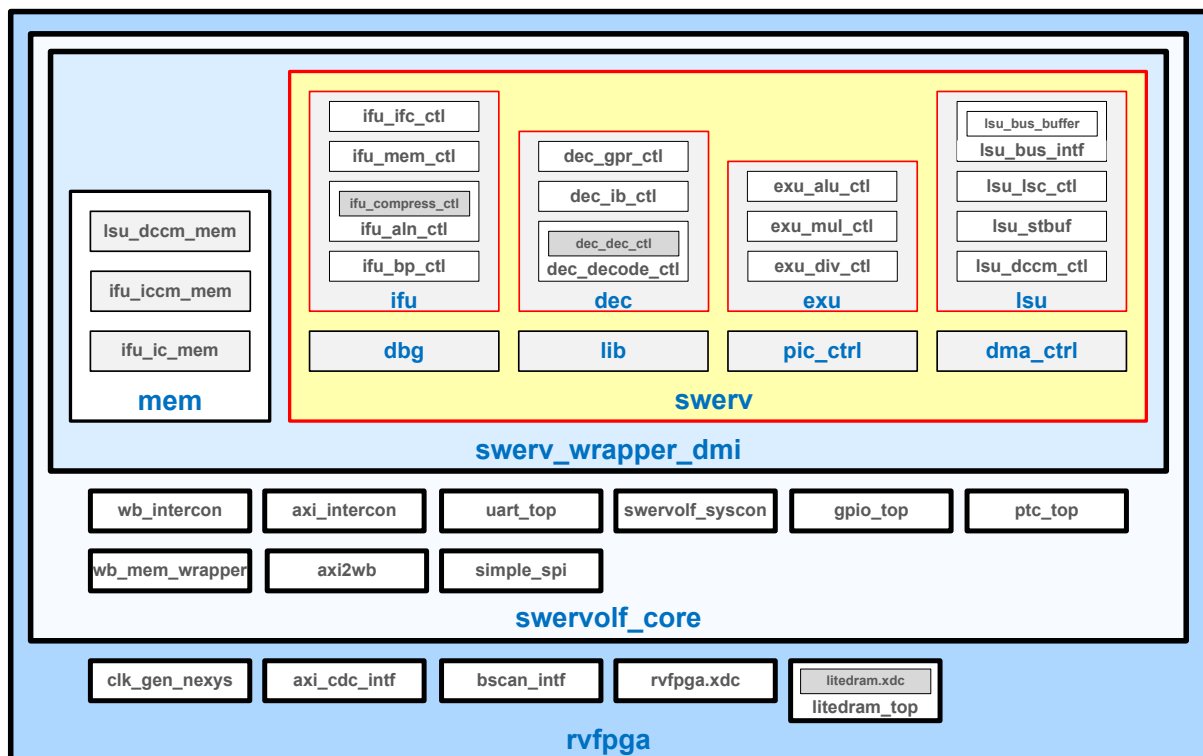 ifu_ifc_ctl
ifu_mem_ctl
ifu_compress_ctl
ifu_aln_ctl
ifu_bp_ctl
ifu
dec_gpr_ctl
dec_ib_ctl
dec_dec_ctl
dec_decode_ctl
dec
exu_alu_ctl
exu_mul_ctl
exu_div_ctl
exu
lsu_bus_buffer
lsu_bus_intf
lsu_lsc_ctl
lsu_stbuf
lsu_dccm_ctl
lsu
dbg
lib
pic_ctrl
dma_ctrl
swerv
lsu_dccm_mem
ifu_iccm_mem
ifu_ic_mem
mem
swerv_wrapper_dmi
wb_intercon
axi_intercon
uart_top
swervolf_syscon
gpio_top
ptc_top
wb_mem_wrapper
axi2wb
simple_spi
swervolf_core
clk_gen_nexys
axi_cdc_intf
bscan_intf
rvfpga.xdc
litedram.xdc
litedram_top
rvfpga